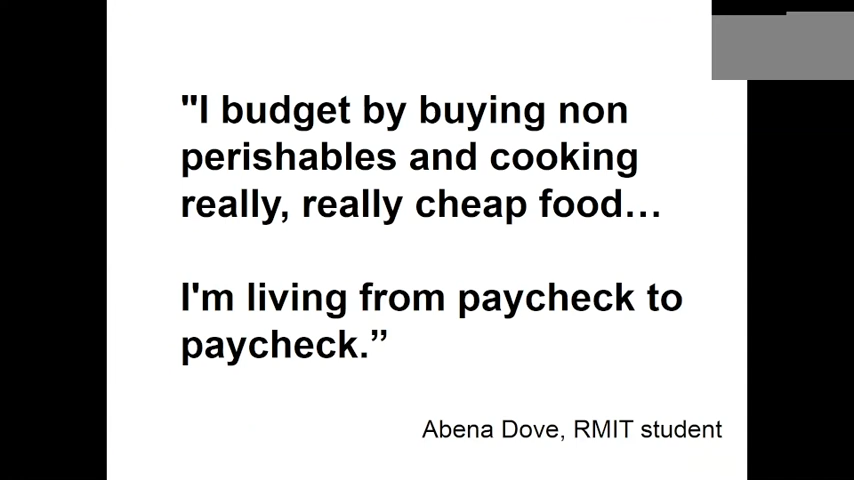 "I budget by buying non
perishables and cooking
really, really cheap food…
I'm living from paycheck to
paycheck.”
Abena Dove, RMIT student